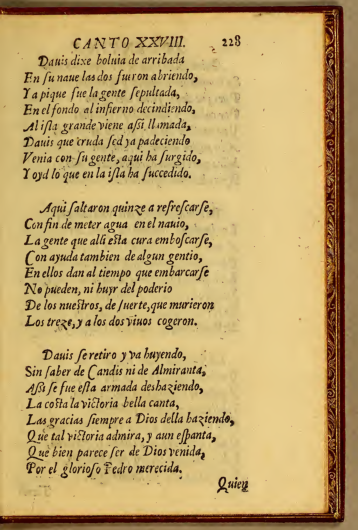 CANTO XXVIII. 228
Dauis dixe boluia de arribada
En su naue las dos fueron abriendo,
Y a pique fue la gente sepultada,
En el fondo al infierno decindiendo,
Al isla grande viene assi llamada,
Dauis que cruda sed ya padeciendo
Venia con su gente, aqui ha surgido,
Y oyd lo que en la isla ha succedido.
Aqui saltaron quinze a refrescarse,
Con fin de meter agua en el nauio,
La gente que alli esta cura emboscarse,
Con ayuda tambien de algun gentio,
En ellos dan al tiempo que embarcarse
No pueden, ni huyr del poderio
De los nuestros, de suerte, que murieron
Los treze, y a los dos viuos cogeron.
Dauis se retiro y va huyendo,
Sin saber de Candis ni de Almiranta,
Assi se fue esta armada deshaziendo,
La costa la victoria bella canta,
Las gracias siempre a Dios della haziendo,
Que tal victoria admira, y aun espanta,
Que bien parece ser de Dios venida,
Por el glorioso Pedro merecida.
Quien